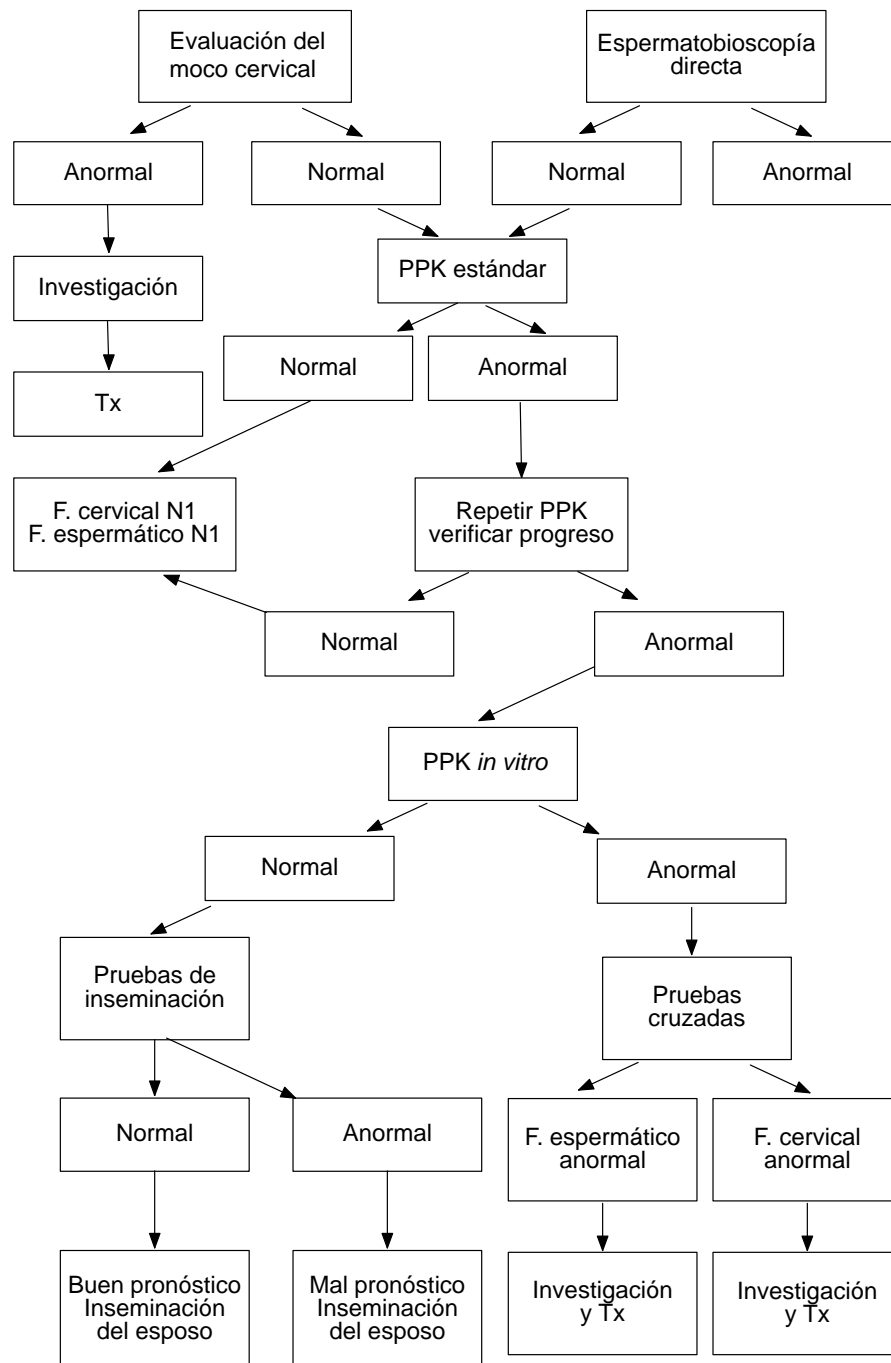 Evaluación del
moco cervical
Espermatobioscopía
directa
Anormal
Normal
Normal
Anormal
PPK estándar
Investigación
Normal
Anormal
Tx
F. cervical N1
F. espermático N1
Repetir PPK
verificar progreso
Normal
Anormal
PPK in vitro
Normal
Anormal
Pruebas de
inseminación
Pruebas
cruzadas
Normal
Anormal
F. espermático
anormal
F. cervical
anormal
Buen pronóstico
Inseminación
del esposo
Mal pronóstico
Inseminación
del esposo
Investigación
y Tx
Investigación
y Tx